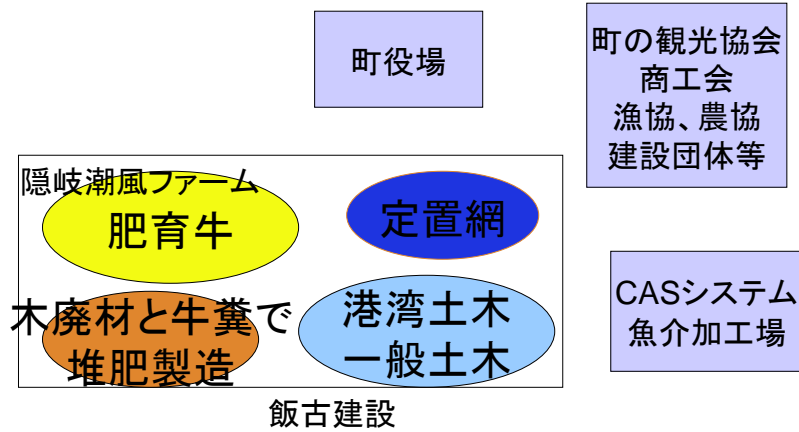 町役場
町の観光協会
商工会
漁協、農協
建設団体等
隠岐潮風ファーム
肥育牛
定置網
木廃材と牛糞で
堆肥製造
港湾土木
一般土木
CASシステム
魚介加工場
飯古建設